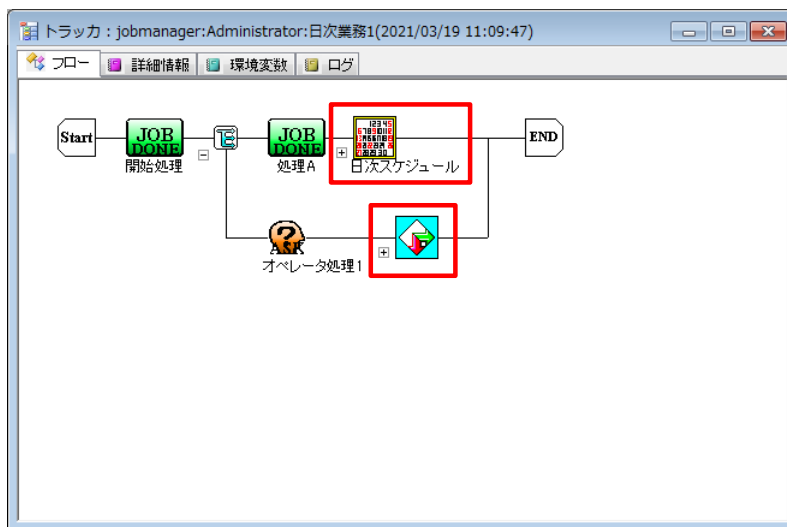 トラッカ：jobmanager:Administrator:日次業務1(2021/03/19 11:09:47)
フロー 詳細情報 環境変数 ログ
Start JOB DONE JOB DONE END
開始処理 処理A 日次スケジュール
ASK
オペレータ処理1